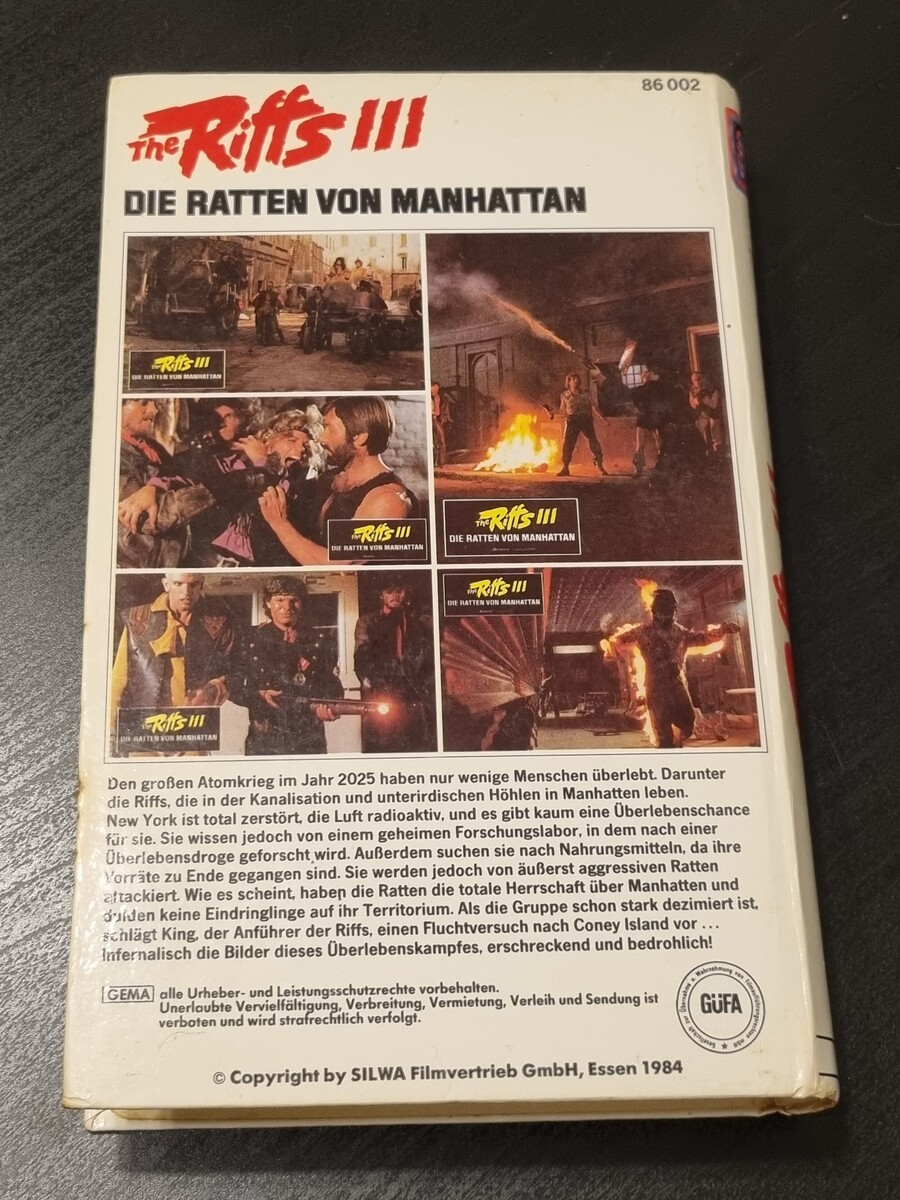 86 002
The Riffs III
DIE RATTEN VON MANHATTAN
The Riffs III
DIE RATTEN VON MANHATTAN
The Riffs III
DIE RATTEN VON MANHATTAN
The Riffs III
DIE RATTEN VON MANHATTAN
The Riffs III
DIE RATTEN VON MANHATTAN
The Riffs III
DIE RATTEN VON MANHATTAN
Den großen Atomkrieg im Jahr 2025 haben nur wenige Menschen überlebt. Darunter
die Riffs, die in der Kanalisation und unterirdischen Höhlen in Manhatten leben.
New York ist total zerstört, die Luft radioaktiv, und es gibt kaum eine Überlebenschance
für sie. Sie wissen jedoch von einem geheimen Forschungslabor, in dem nach einer
Überlebensdroge geforscht wird. Außerdem suchen sie nach Nahrungsmitteln, da ihre
Vorräte zu Ende gegangen sind. Sie werden jedoch von äußerst aggressiven Ratten
attackiert. Wie es scheint, haben die Ratten die totale Herrschaft über Manhatten und
dulden keine Eindringlinge auf ihr Territorium. Als die Gruppe schon stark dezimiert ist,
schlägt King, der Anführer der Riffs, einen Fluchtversuch nach Coney Island vor ...
Infernalisch die Bilder dieses Überlebenskampfes, erschreckend und bedrohlich!
GEMA alle Urheber- und Leistungsschutzrechte vorbehalten.
Unerlaubte Vervielfältigung, Verbreitung, Vermietung, Verleih und Sendung ist
verboten und wird strafrechtlich verfolgt.
GÜFA
Gesellschaft zur Übernahme u. Wahrnehmung von Filmaufführungsrechten mbH
© Copyright by SILWA Filmvertrieb GmbH, Essen 1984